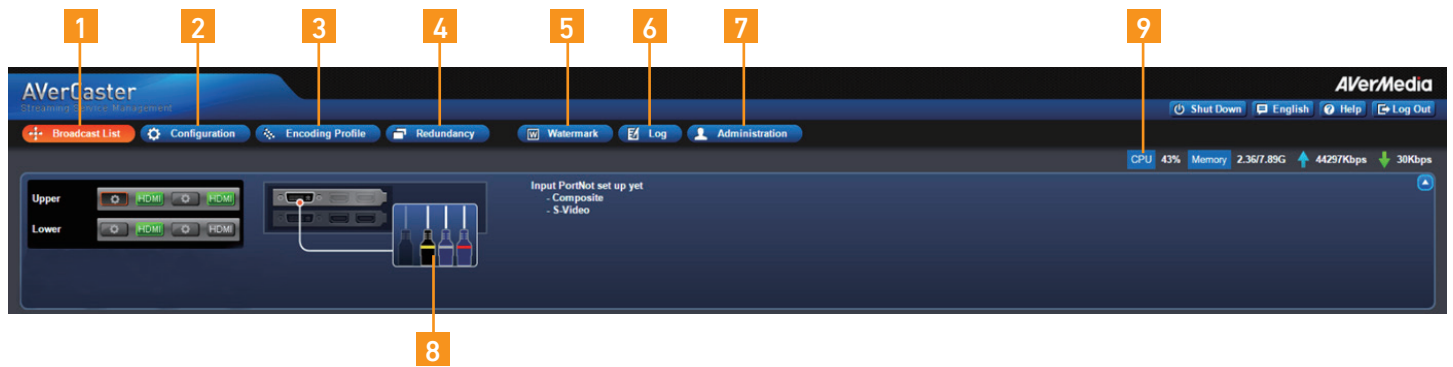 1 2 3 4 5 6 7 9
AVerCaster
AVerMedia
Streaming Service Management
Shut Down English Help Log Out
Broadcast List Configuration Encoding Profile Redundancy W Watermark Log Administration
CPU 43% Memory 2.36/7.89G 44297Kbps 30Kbps
Upper HDMI HDMI
Lower HDMI HDMI
Input PortNot set up yet
- Composite
- S-Video
8